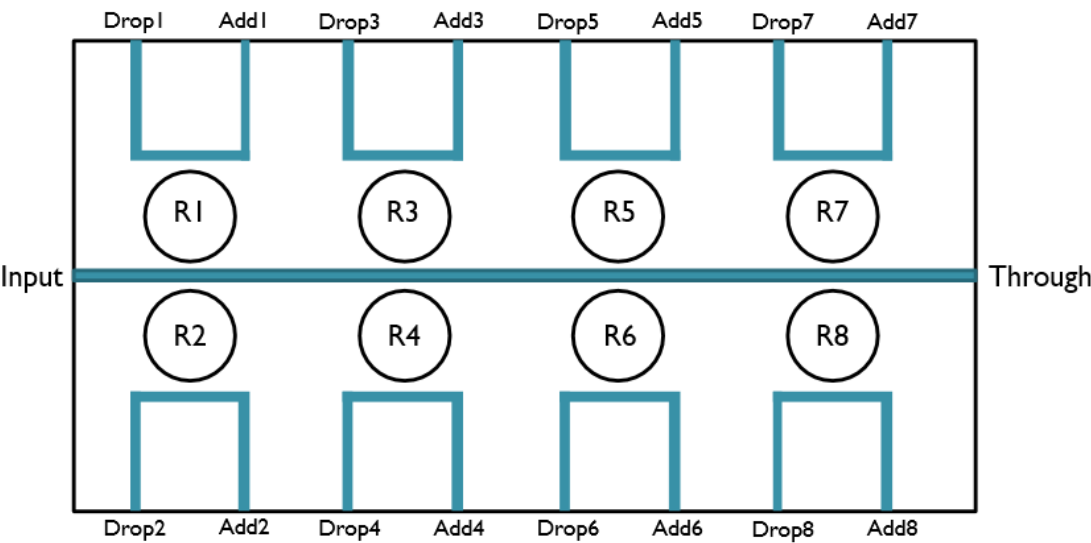 Drop1 Add1 Drop3 Add3 Drop5 Add5 Drop7 Add7
R1 R3 R5 R7
Input Through
R2 R4 R6 R8
Drop2 Add2 Drop4 Add4 Drop6 Add6 Drop8 Add8